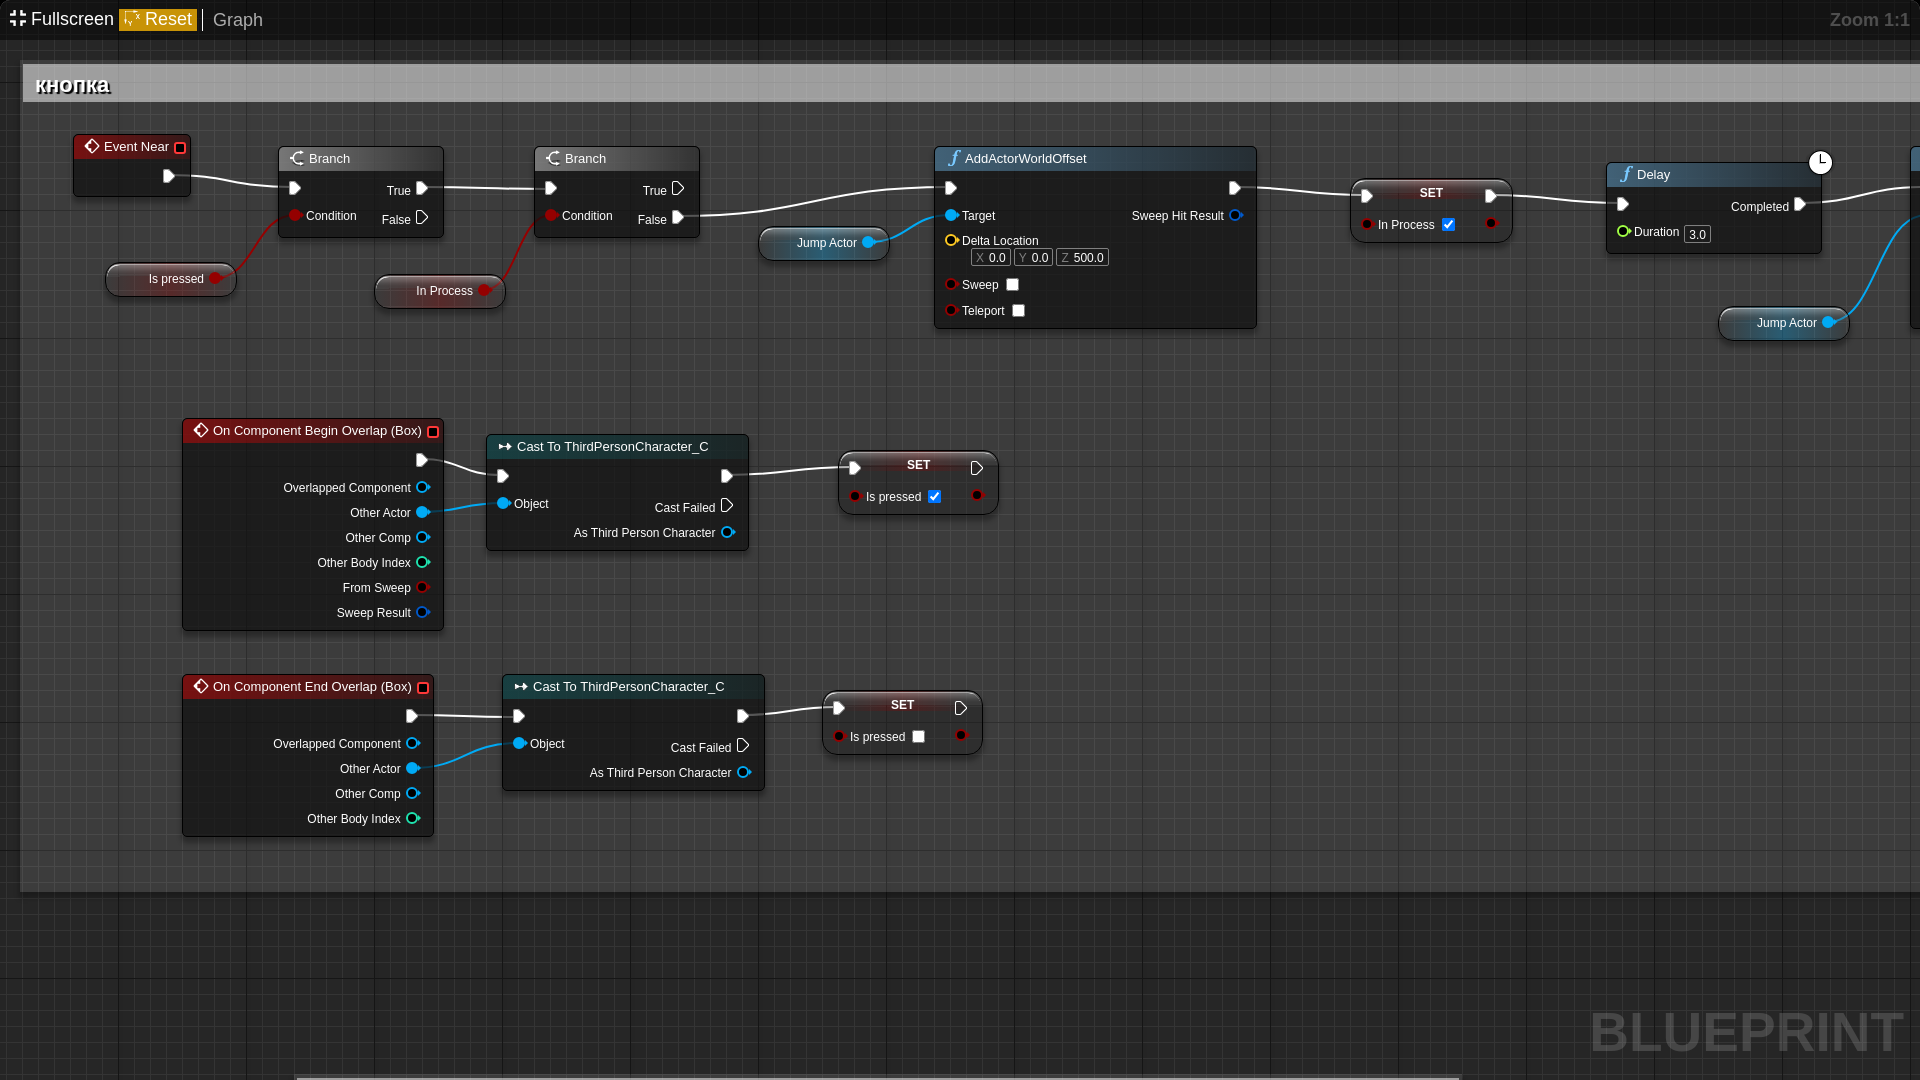 Fullscreen Reset Graph Zoom 1:1
кнопка
Event Near
Branch
True
Condition
False
Is pressed
Branch
True
Condition
False
In Process
Jump Actor
AddActorWorldOffset
Target
Sweep Hit Result
Delta Location
X 0.0 Y 0.0 Z 500.0
Sweep
Teleport
SET
In Process
Delay
Completed
Duration 3.0
Jump Actor
On Component Begin Overlap (Box)
Overlapped Component
Other Actor
Other Comp
Other Body Index
From Sweep
Sweep Result
Cast To ThirdPersonCharacter_C
Object
Cast Failed
As Third Person Character
SET
Is pressed
On Component End Overlap (Box)
Overlapped Component
Other Actor
Other Comp
Other Body Index
Cast To ThirdPersonCharacter_C
Object
Cast Failed
As Third Person Character
SET
Is pressed
BLUEPRINT